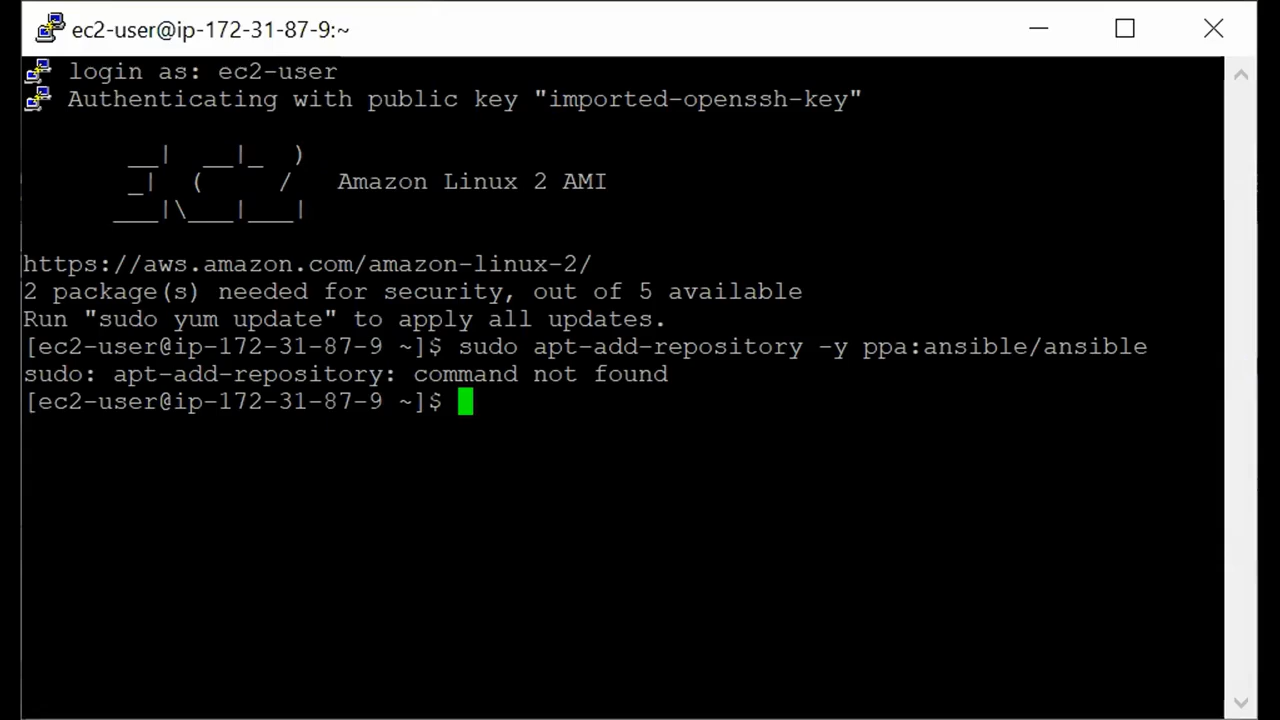 ec2-user@ip-172-31-87-9:~
login as: ec2-user
Authenticating with public key "imported-openssh-key"
       __|  __|_  )
       _|  (     /   Amazon Linux 2 AMI
      ___|\___|___|
https://aws.amazon.com/amazon-linux-2/
2 package(s) needed for security, out of 5 available
Run "sudo yum update" to apply all updates.
[ec2-user@ip-172-31-87-9 ~]$ sudo apt-add-repository -y ppa:ansible/ansible
sudo: apt-add-repository: command not found
[ec2-user@ip-172-31-87-9 ~]$